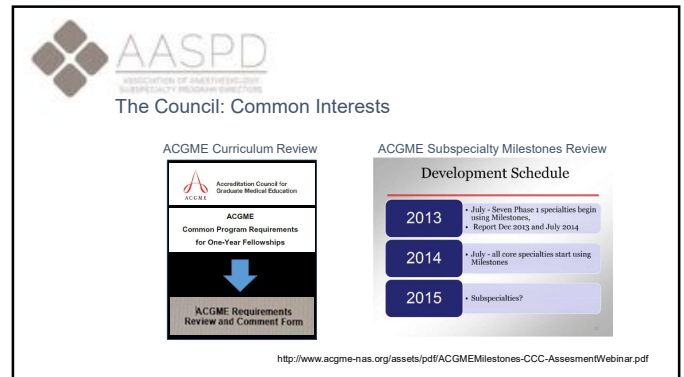 AASPD
ASSOCIATION OF ANESTHESIOLOGY
SUBSPECIALTY PROGRAM DIRECTORS
The Council: Common Interests
ACGME Curriculum Review
ACGME
Accreditation Council for
Graduate Medical Education
ACGME
Common Program Requirements
for One-Year Fellowships
ACGME Requirements
Review and Comment Form
ACGME Subspecialty Milestones Review
Development Schedule
2013
• July - Seven Phase 1 specialties begin
using Milestones,
• Report Dec 2013 and July 2014
2014
• July - all core specialties start using
Milestones
2015
• Subspecialties?
http://www.acgme-nas.org/assets/pdf/ACGMEMilestones-CCC-AssesmentWebinar.pdf